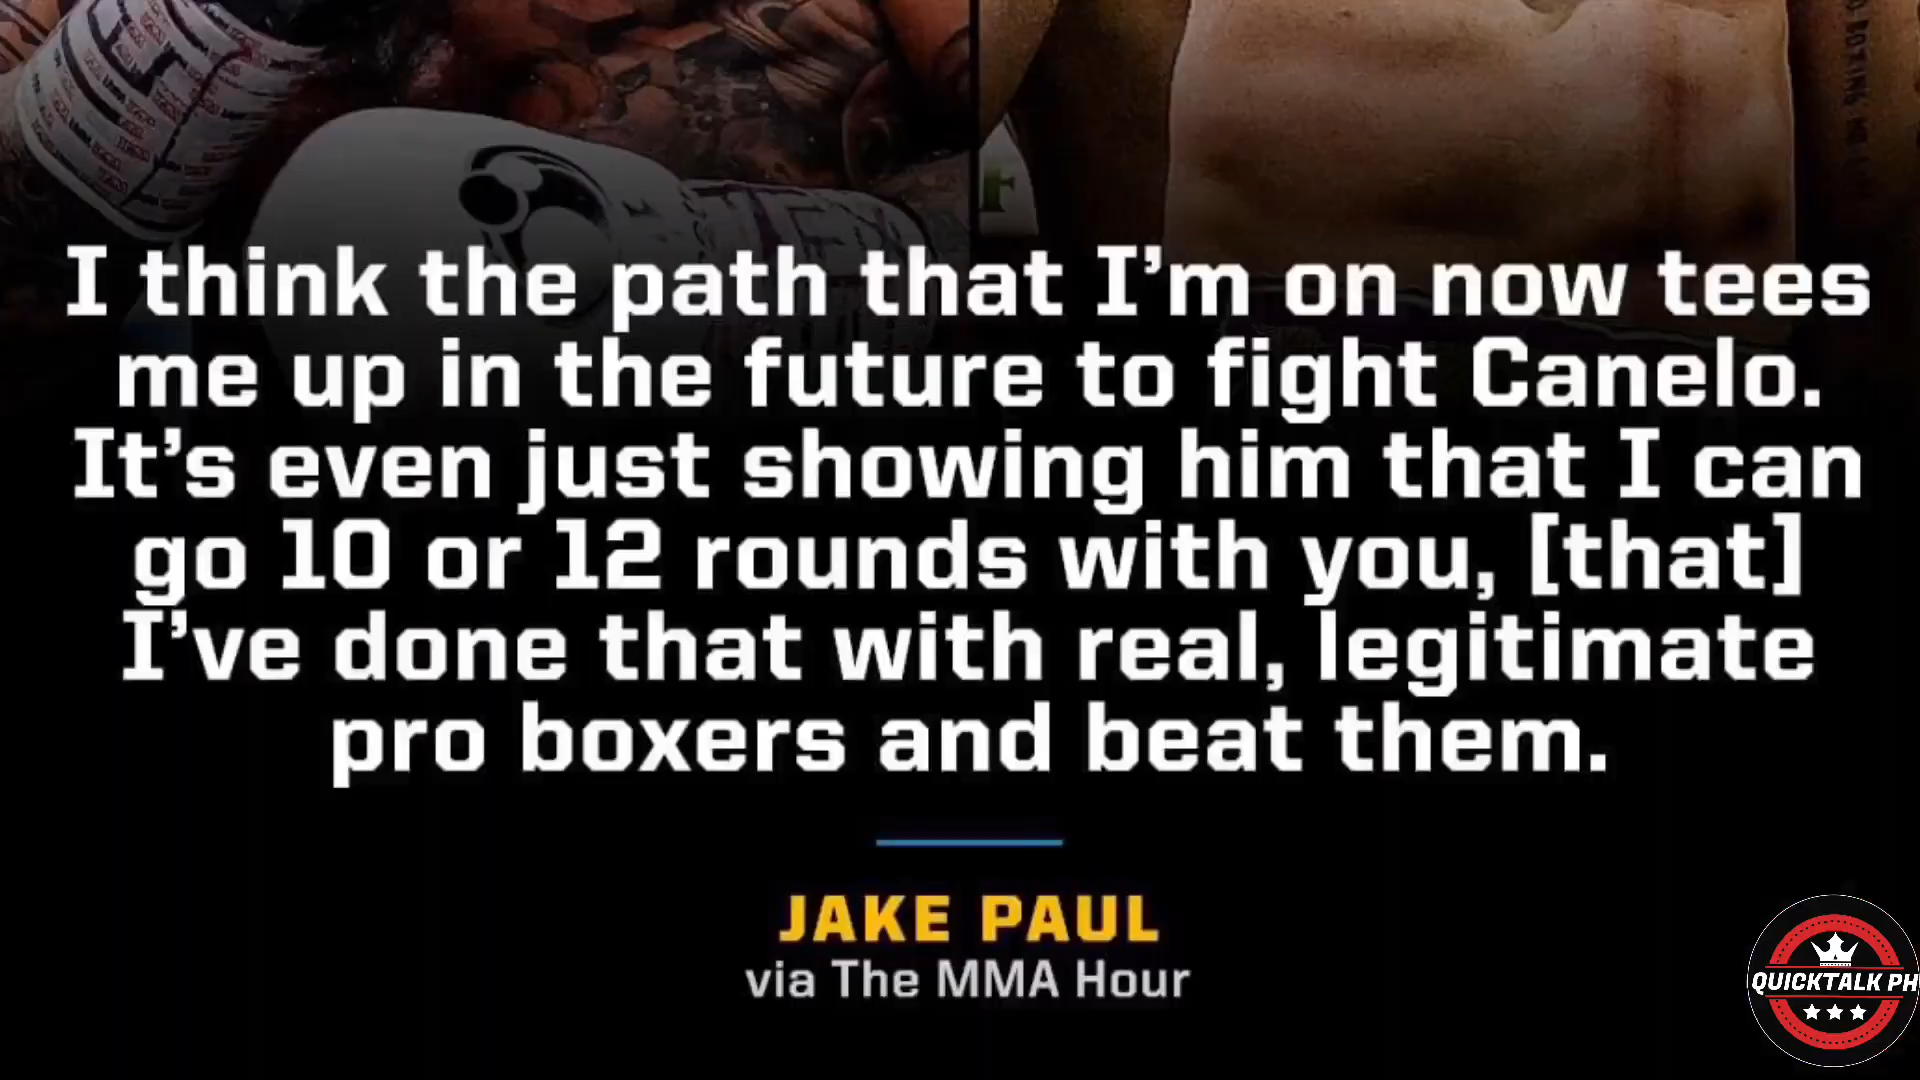 I think the path that I’m on now tees
me up in the future to fight Canelo.
It’s even just showing him that I can
go 10 or 12 rounds with you, [that]
I’ve done that with real, legitimate
pro boxers and beat them.
JAKE PAUL
via The MMA Hour
QUICKTALK PH